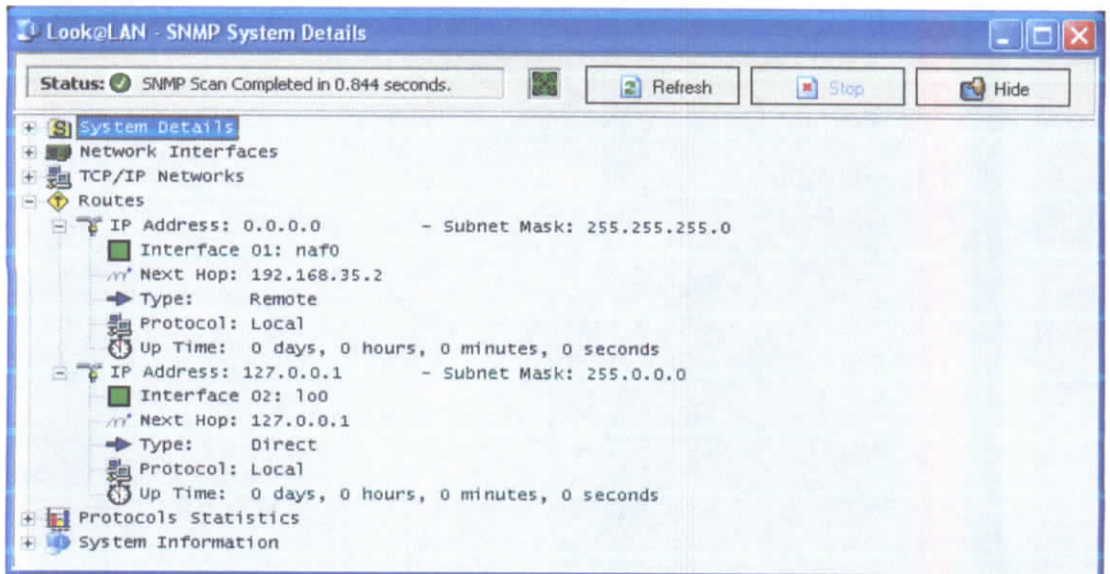 Look@LAN - SNMP System Details
Status: SNMP Scan Completed in 0.844 seconds. Refresh Stop Hide
System Details
Network Interfaces
TCP/IP Networks
Routes
IP Address: 0.0.0.0 - Subnet Mask: 255.255.255.0
Interface 01: naf0
Next Hop: 192.168.35.2
Type: Remote
Protocol: Local
Up Time: 0 days, 0 hours, 0 minutes, 0 seconds
IP Address: 127.0.0.1 - Subnet Mask: 255.0.0.0
Interface 02: lo0
Next Hop: 127.0.0.1
Type: Direct
Protocol: Local
Up Time: 0 days, 0 hours, 0 minutes, 0 seconds
Protocols Statistics
System Information